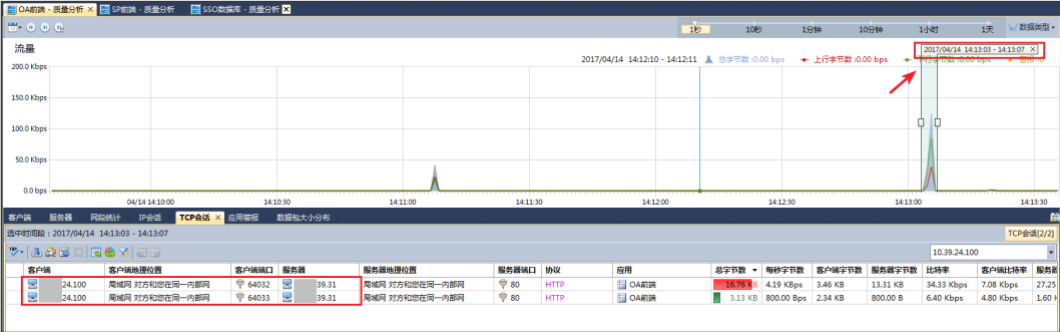 OA前端 - 质量分析 SP前端 - 质量分析 SSO数据库 - 质量分析
1秒 10秒 1分钟 10分钟 1小时 1天 数据类型
流量
2017/04/14 14:13:03 - 14:13:07
2017/04/14 14:12:10 - 14:12:11 总字节数 :0.00 bps 上行字节数 :0.00 bps 下行字节数 :0.00 bps
200.0 Kbps
150.0 Kbps
100.0 Kbps
50.0 Kbps
0.0 bps
04/14 14:10:00 14:10:30 14:11:00 14:11:30 14:12:00 14:12:30 14:13:00 14:13:30
客户端 服务器 网段统计 IP会话 TCP会话 应用警报 数据包大小分布
选中时间段 : 2017/04/14 14:13:03 - 14:13:07 TCP会话[2/2]
10.39.24.100
客户端 客户端地理位置 客户端端口 服务器 服务器地理位置 服务器端口 协议 应用 总字节数 每秒字节数 客户端字节数 服务器字节数 比特率 客户端比特率 服务器
24.100 局域网 对方和您在同一内部网 64032 39.31 局域网 对方和您在同一内部网 80 HTTP OA前端 16.76 KB 4.19 KBps 3.46 KB 13.31 KB 34.33 Kbps 7.08 Kbps 27.25
24.100 局域网 对方和您在同一内部网 64033 39.31 局域网 对方和您在同一内部网 80 HTTP OA前端 3.13 KB 800.00 Bps 2.34 KB 800.00 B 6.40 Kbps 4.80 Kbps 1.60